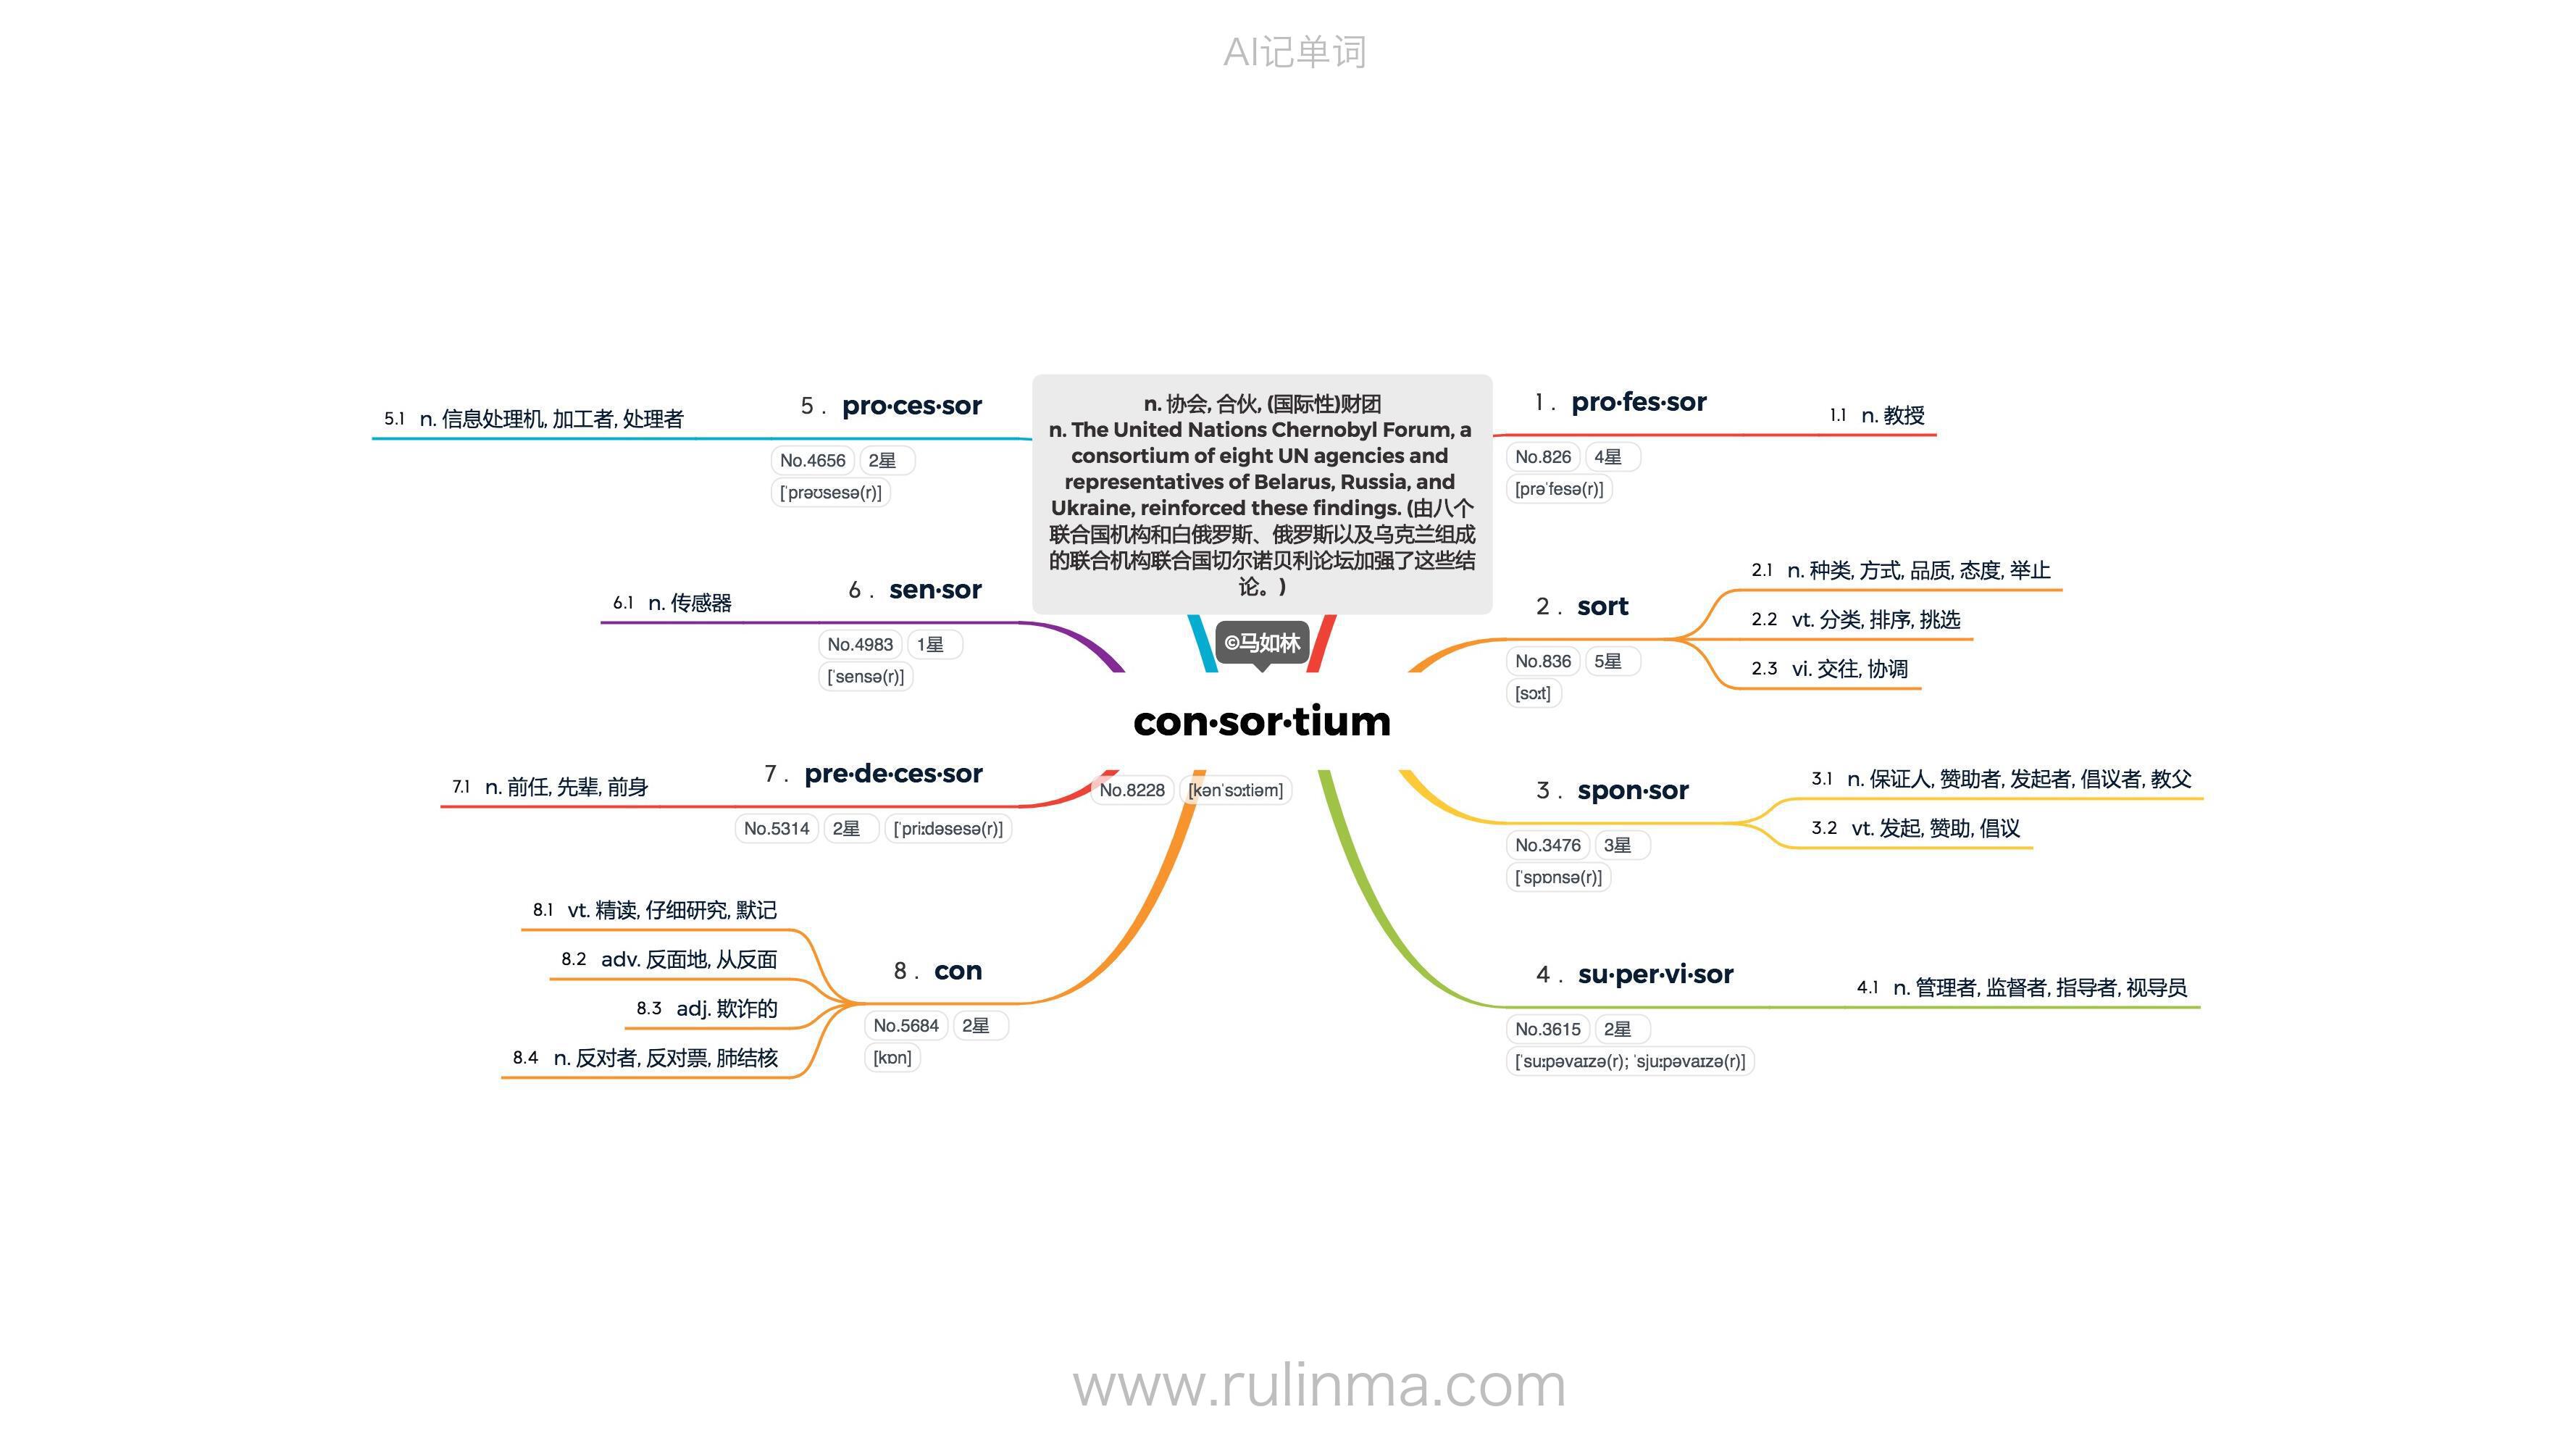 AI记单词
n. 协会, 合伙, (国际性)财团
n. The United Nations Chernobyl Forum, a
consortium of eight UN agencies and
representatives of Belarus, Russia, and
Ukraine, reinforced these findings. (由八个
联合国机构和白俄罗斯、俄罗斯以及乌克兰组成
的联合机构联合国切尔诺贝利论坛加强了这些结
论。)
©马如林
con·sor·tium
No.8228 [kənˈsɔːtiəm]
1 . pro·fes·sor
No.826 4星
[prəˈfesə(r)]
1.1 n. 教授
2 . sort
No.836 5星
[sɔːt]
2.1 n. 种类, 方式, 品质, 态度, 举止
2.2 vt. 分类, 排序, 挑选
2.3 vi. 交往, 协调
3 . spon·sor
No.3476 3星
[ˈspɒnsə(r)]
3.1 n. 保证人, 赞助者, 发起者, 倡议者, 教父
3.2 vt. 发起, 赞助, 倡议
4 . su·per·vi·sor
No.3615 2星
[ˈsuːpəvaɪzə(r); ˈsjuːpəvaɪzə(r)]
4.1 n. 管理者, 监督者, 指导者, 视导员
5 . pro·ces·sor
No.4656 2星
[ˈprəʊsesə(r)]
5.1 n. 信息处理机, 加工者, 处理者
6 . sen·sor
No.4983 1星
[ˈsensə(r)]
6.1 n. 传感器
7 . pre·de·ces·sor
No.5314 2星 [ˈpriːdəsesə(r)]
7.1 n. 前任, 先辈, 前身
8 . con
No.5684 2星
[kɒn]
8.1 vt. 精读, 仔细研究, 默记
8.2 adv. 反面地, 从反面
8.3 adj. 欺诈的
8.4 n. 反对者, 反对票, 肺结核
www.rulinma.com